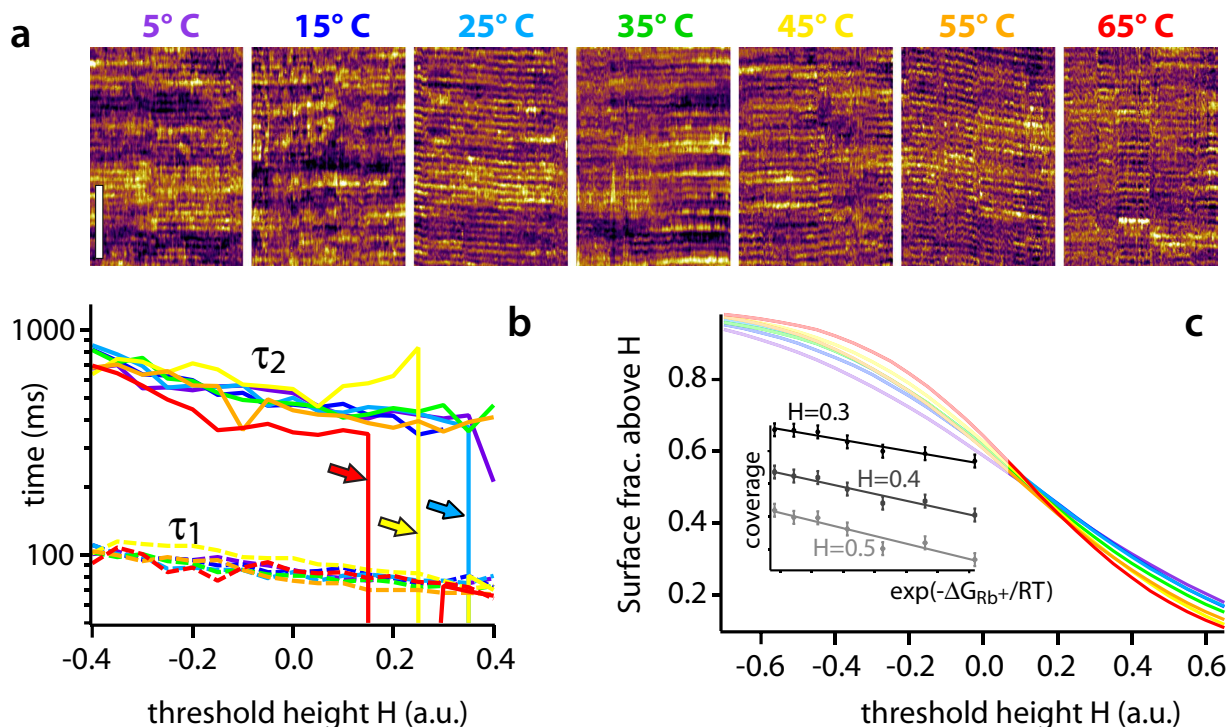 a
5° C 15° C 25° C 35° C 45° C 55° C 65° C
b
1000
100
time (ms)
τ2
τ1
-0.4 -0.2 0.0 0.2 0.4
threshold height H (a.u.)
c
Surface frac. above H
0.8
0.6
0.4
0.2
H=0.3
H=0.4
H=0.5
coverage
exp(-ΔGRb+/RT)
-0.6 -0.4 -0.2 0.0 0.2 0.4 0.6
threshold height H (a.u.)